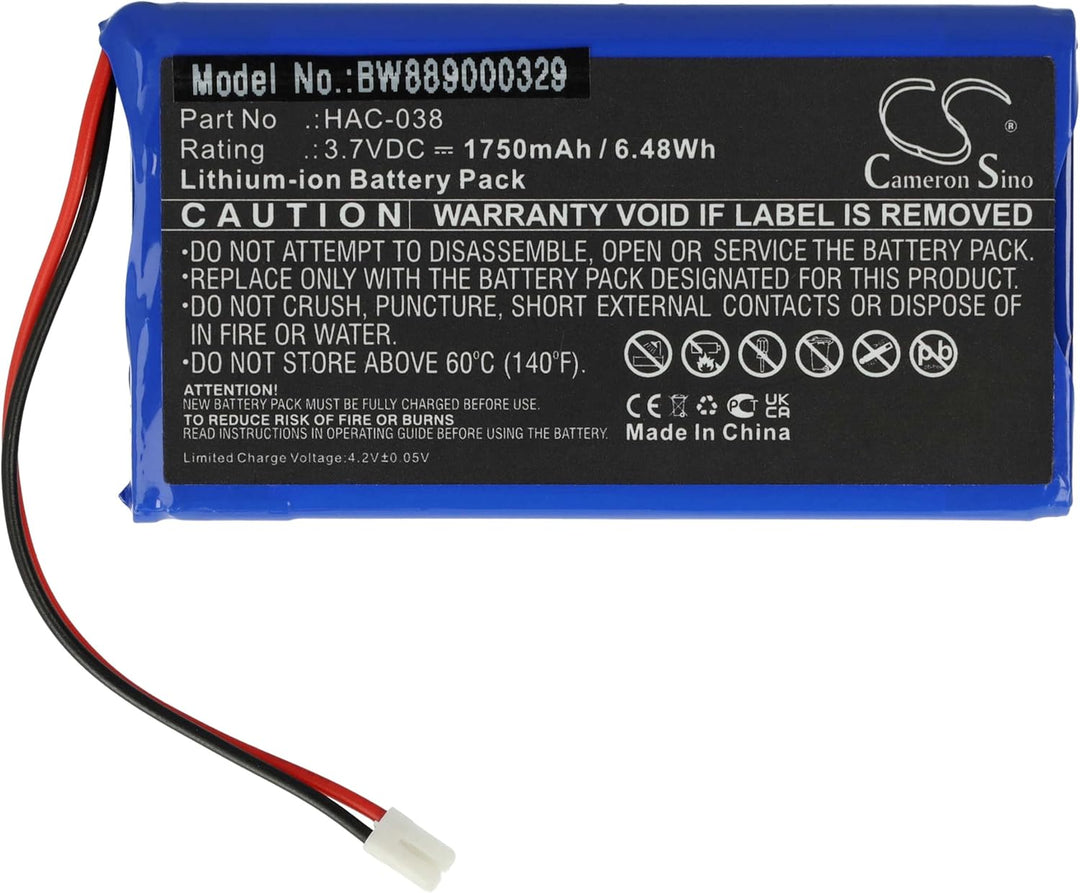 Model No.:BW889000329
Part No .:HAC-038
Rating .:3.7VDC ⎓ 1750mAh / 6.48Wh
Lithium-ion Battery Pack
Cameron Sino
®
CAUTION WARRANTY VOID IF LABEL IS REMOVED
•DO NOT ATTEMPT TO DISASSEMBLE, OPEN OR SERVICE BATTERY PACK.
•REPLACE ONLY WITH THE BATTERY PACK DESIGNATED FOR THIS PRODUCT.
•DO NOT CRUSH, PUNCTURE, SHORT EXTERNAL CONTACTS OR DISPOSE OF
IN FIRE OR WATER.
•DO NOT STORE ABOVE 60°C (140°F).
ATTENTION!
NEW BATTERY PACK MUST BE FULLY CHARGED BEFORE USE.
TO REDUCE RISK OF FIRE OR BURNS
READ INSTRUCTIONS IN OPERATING GUIDE BEFORE USING THE BATTERY.
Limited Charge Voltage:4.2V±0.05V
Pb
CE PCT UKCA
Made In China